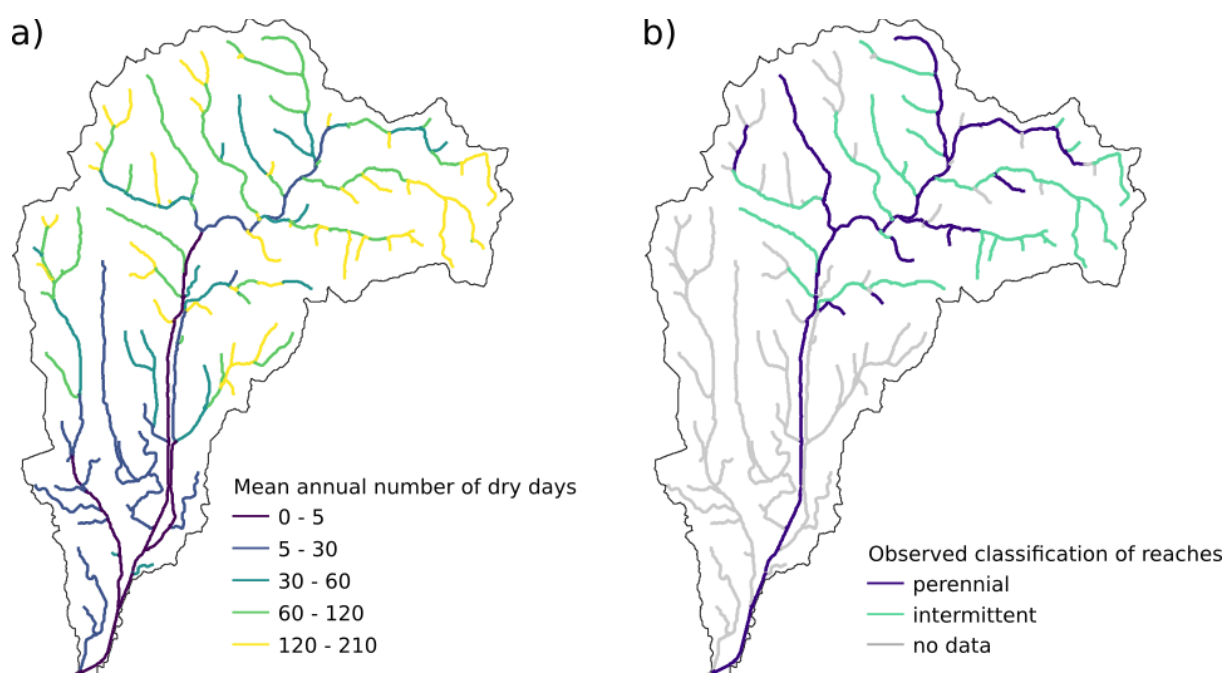 a)
Mean annual number of dry days
0 - 5
5 - 30
30 - 60
60 - 120
120 - 210
b)
Observed classification of reaches
perennial
intermittent
no data